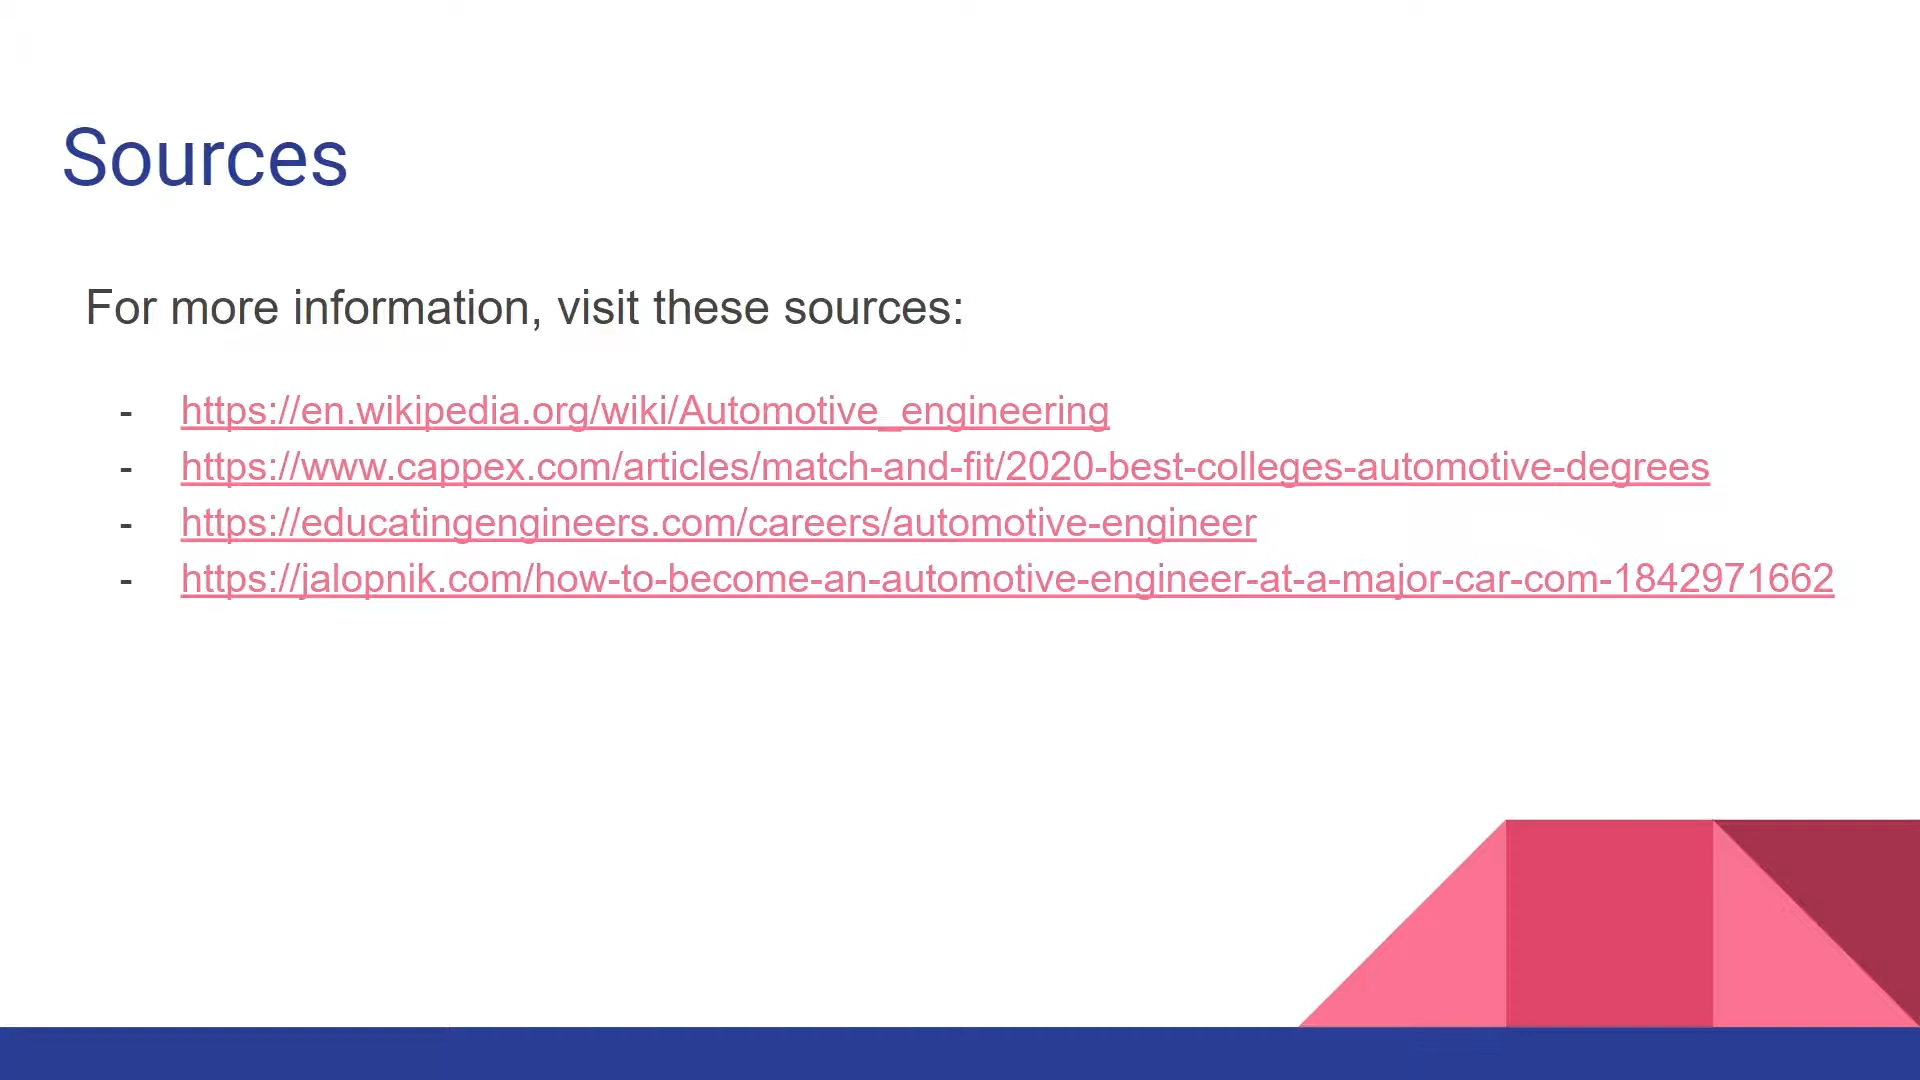 Sources
For more information, visit these sources:
- https://en.wikipedia.org/wiki/Automotive_engineering
- https://www.cappex.com/articles/match-and-fit/2020-best-colleges-automotive-degrees
- https://educatingengineers.com/careers/automotive-engineer
- https://jalopnik.com/how-to-become-an-automotive-engineer-at-a-major-car-com-1842971662